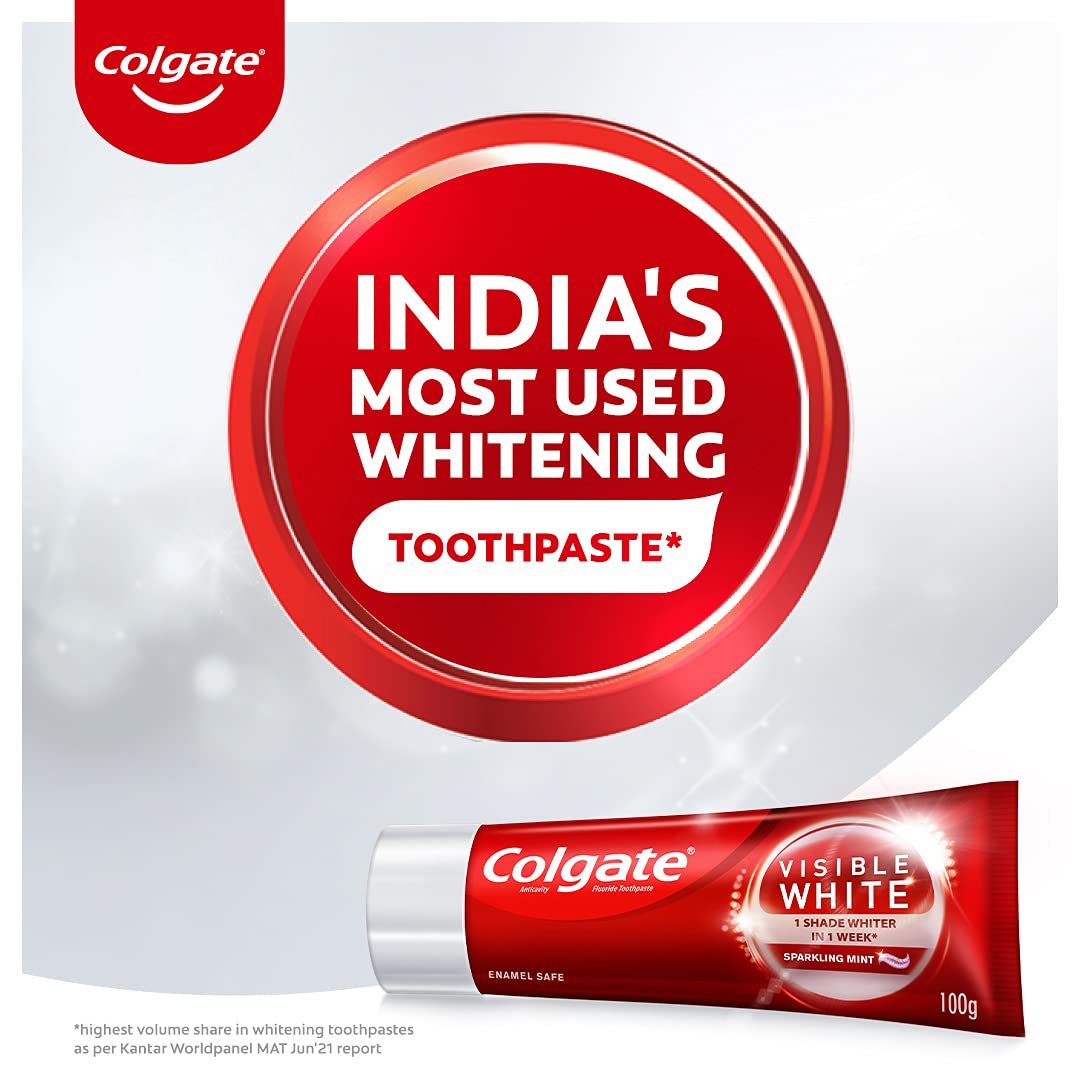 Colgate®
INDIA'S
MOST USED
WHITENING
TOOTHPASTE*
Colgate®
Anticavity Fluoride Toothpaste
VISIBLE
WHITE
1 SHADE WHITER
IN 1 WEEK*
SPARKLING MINT
ENAMEL SAFE
100g
*highest volume share in whitening toothpastes
as per Kantar Worldpanel MAT Jun'21 report